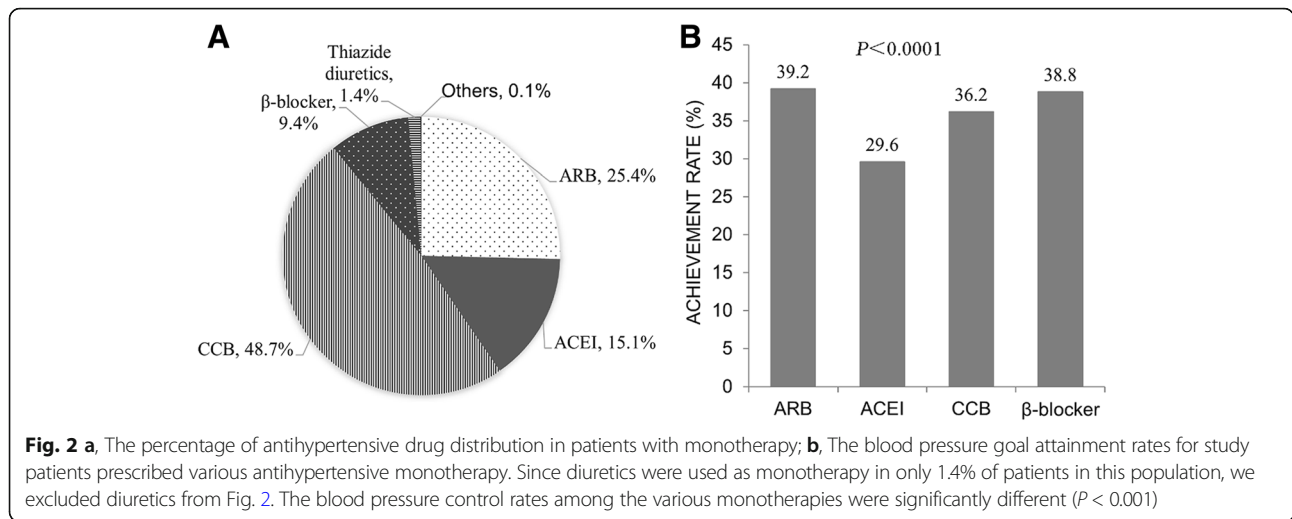 A
Thiazide
diuretics,
1.4%
Others, 0.1%
β-blocker,
9.4%
ARB, 25.4%
CCB, 48.7%
ACEI, 15.1%
B
P<0.0001
ACHIEVEMENT RATE (%)
45
40
35
30
25
20
15
10
5
0
39.2
29.6
36.2
38.8
ARB
ACEI
CCB
β-blocker
Fig. 2 a, The percentage of antihypertensive drug distribution in patients with monotherapy; b, The blood pressure goal attainment rates for study
patients prescribed various antihypertensive monotherapy. Since diuretics were used as monotherapy in only 1.4% of patients in this population, we
excluded diuretics from Fig. 2. The blood pressure control rates among the various monotherapies were significantly different (P < 0.001)